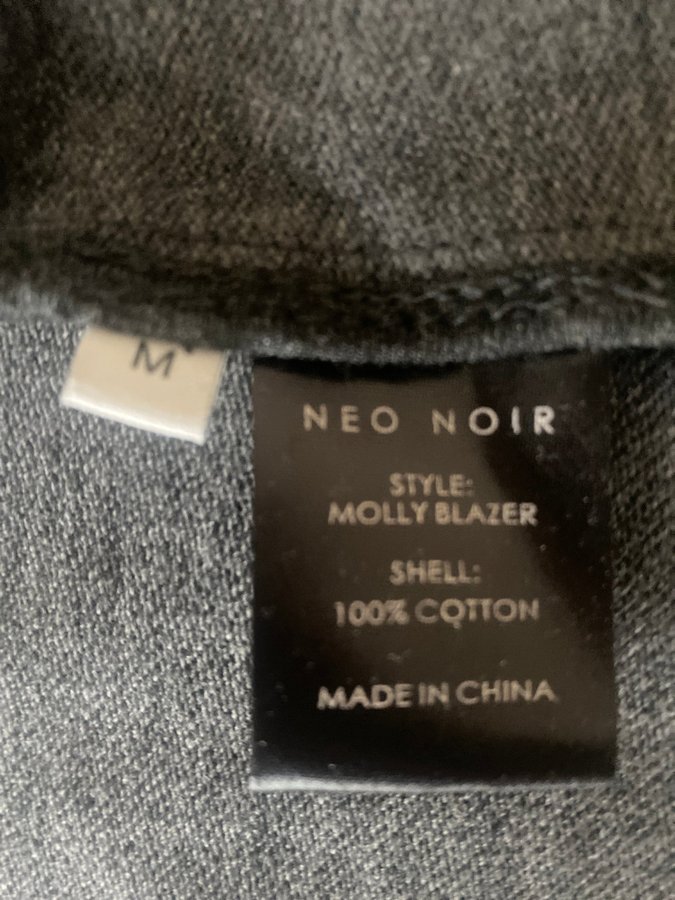 M
NEO NOIR
STYLE:
MOLLY BLAZER
SHELL:
100% COTTON
MADE IN CHINA